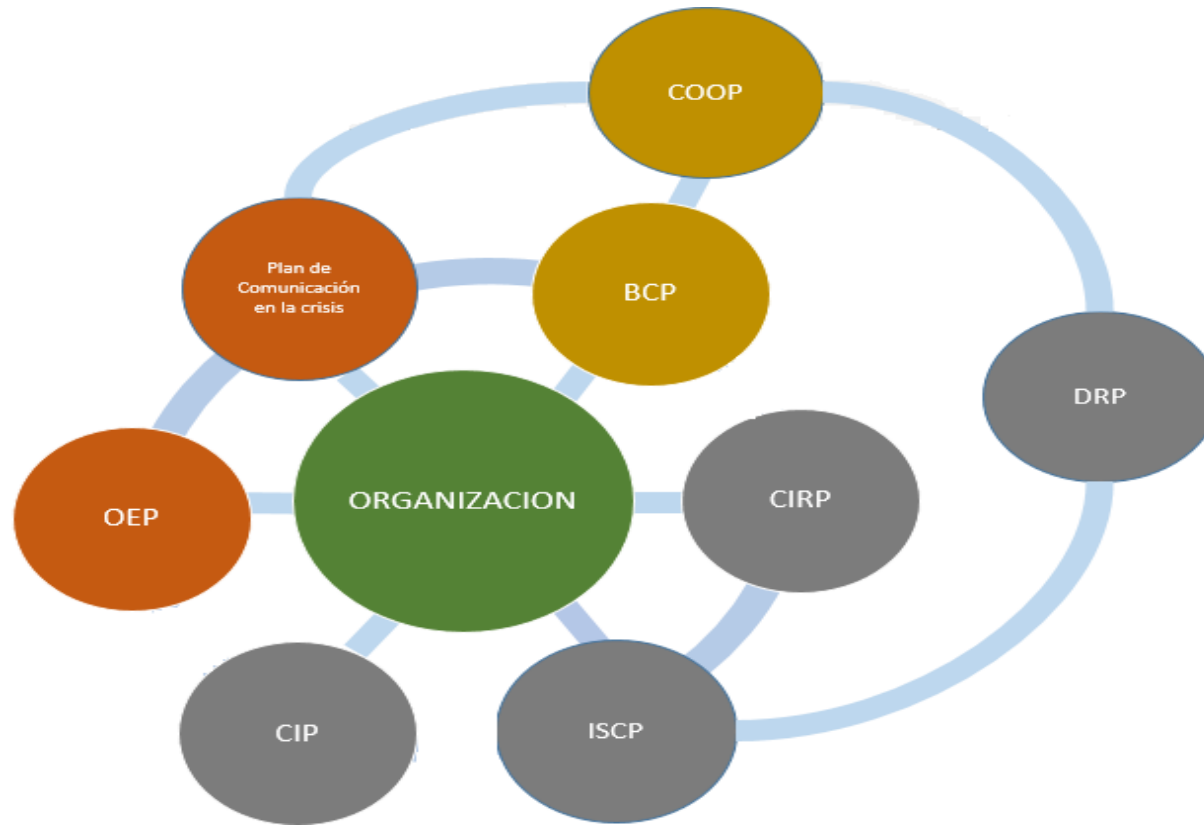 COOP
Plan de
Comunicación
en la crisis
BCP
DRP
ORGANIZACION
CIRP
OEP
CIP
ISCP